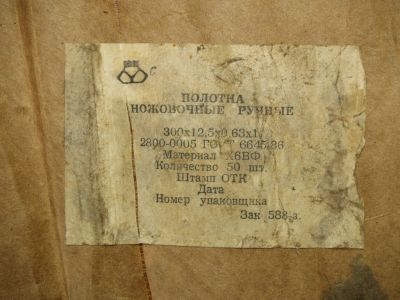 ПОЛОТНА
НОЖОВОЧНЫЕ РУЧНЫЕ
300х12,5х0,63х1
2800-0005 ГОСТ 6645-86
Материал Х6ВФ
Количество 50 шт.
Штамп ОТК
Дата
Номер упаковщика
Зак 588-а.